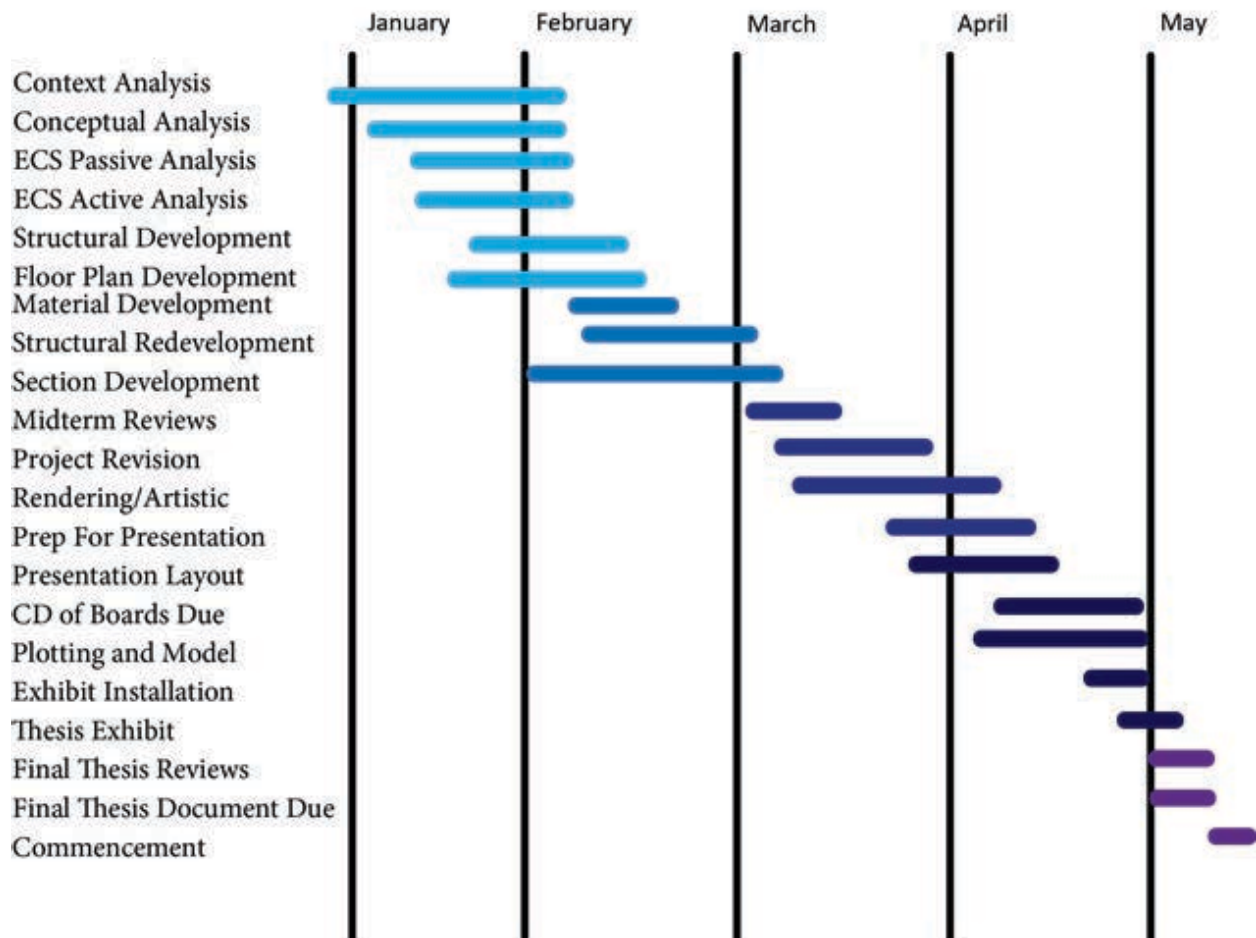 January February March April May
Context Analysis
Conceptual Analysis
ECS Passive Analysis
ECS Active Analysis
Structural Development
Floor Plan Development
Material Development
Structural Redevelopment
Section Development
Midterm Reviews
Project Revision
Rendering/Artistic
Prep For Presentation
Presentation Layout
CD of Boards Due
Plotting and Model
Exhibit Installation
Thesis Exhibit
Final Thesis Reviews
Final Thesis Document Due
Commencement